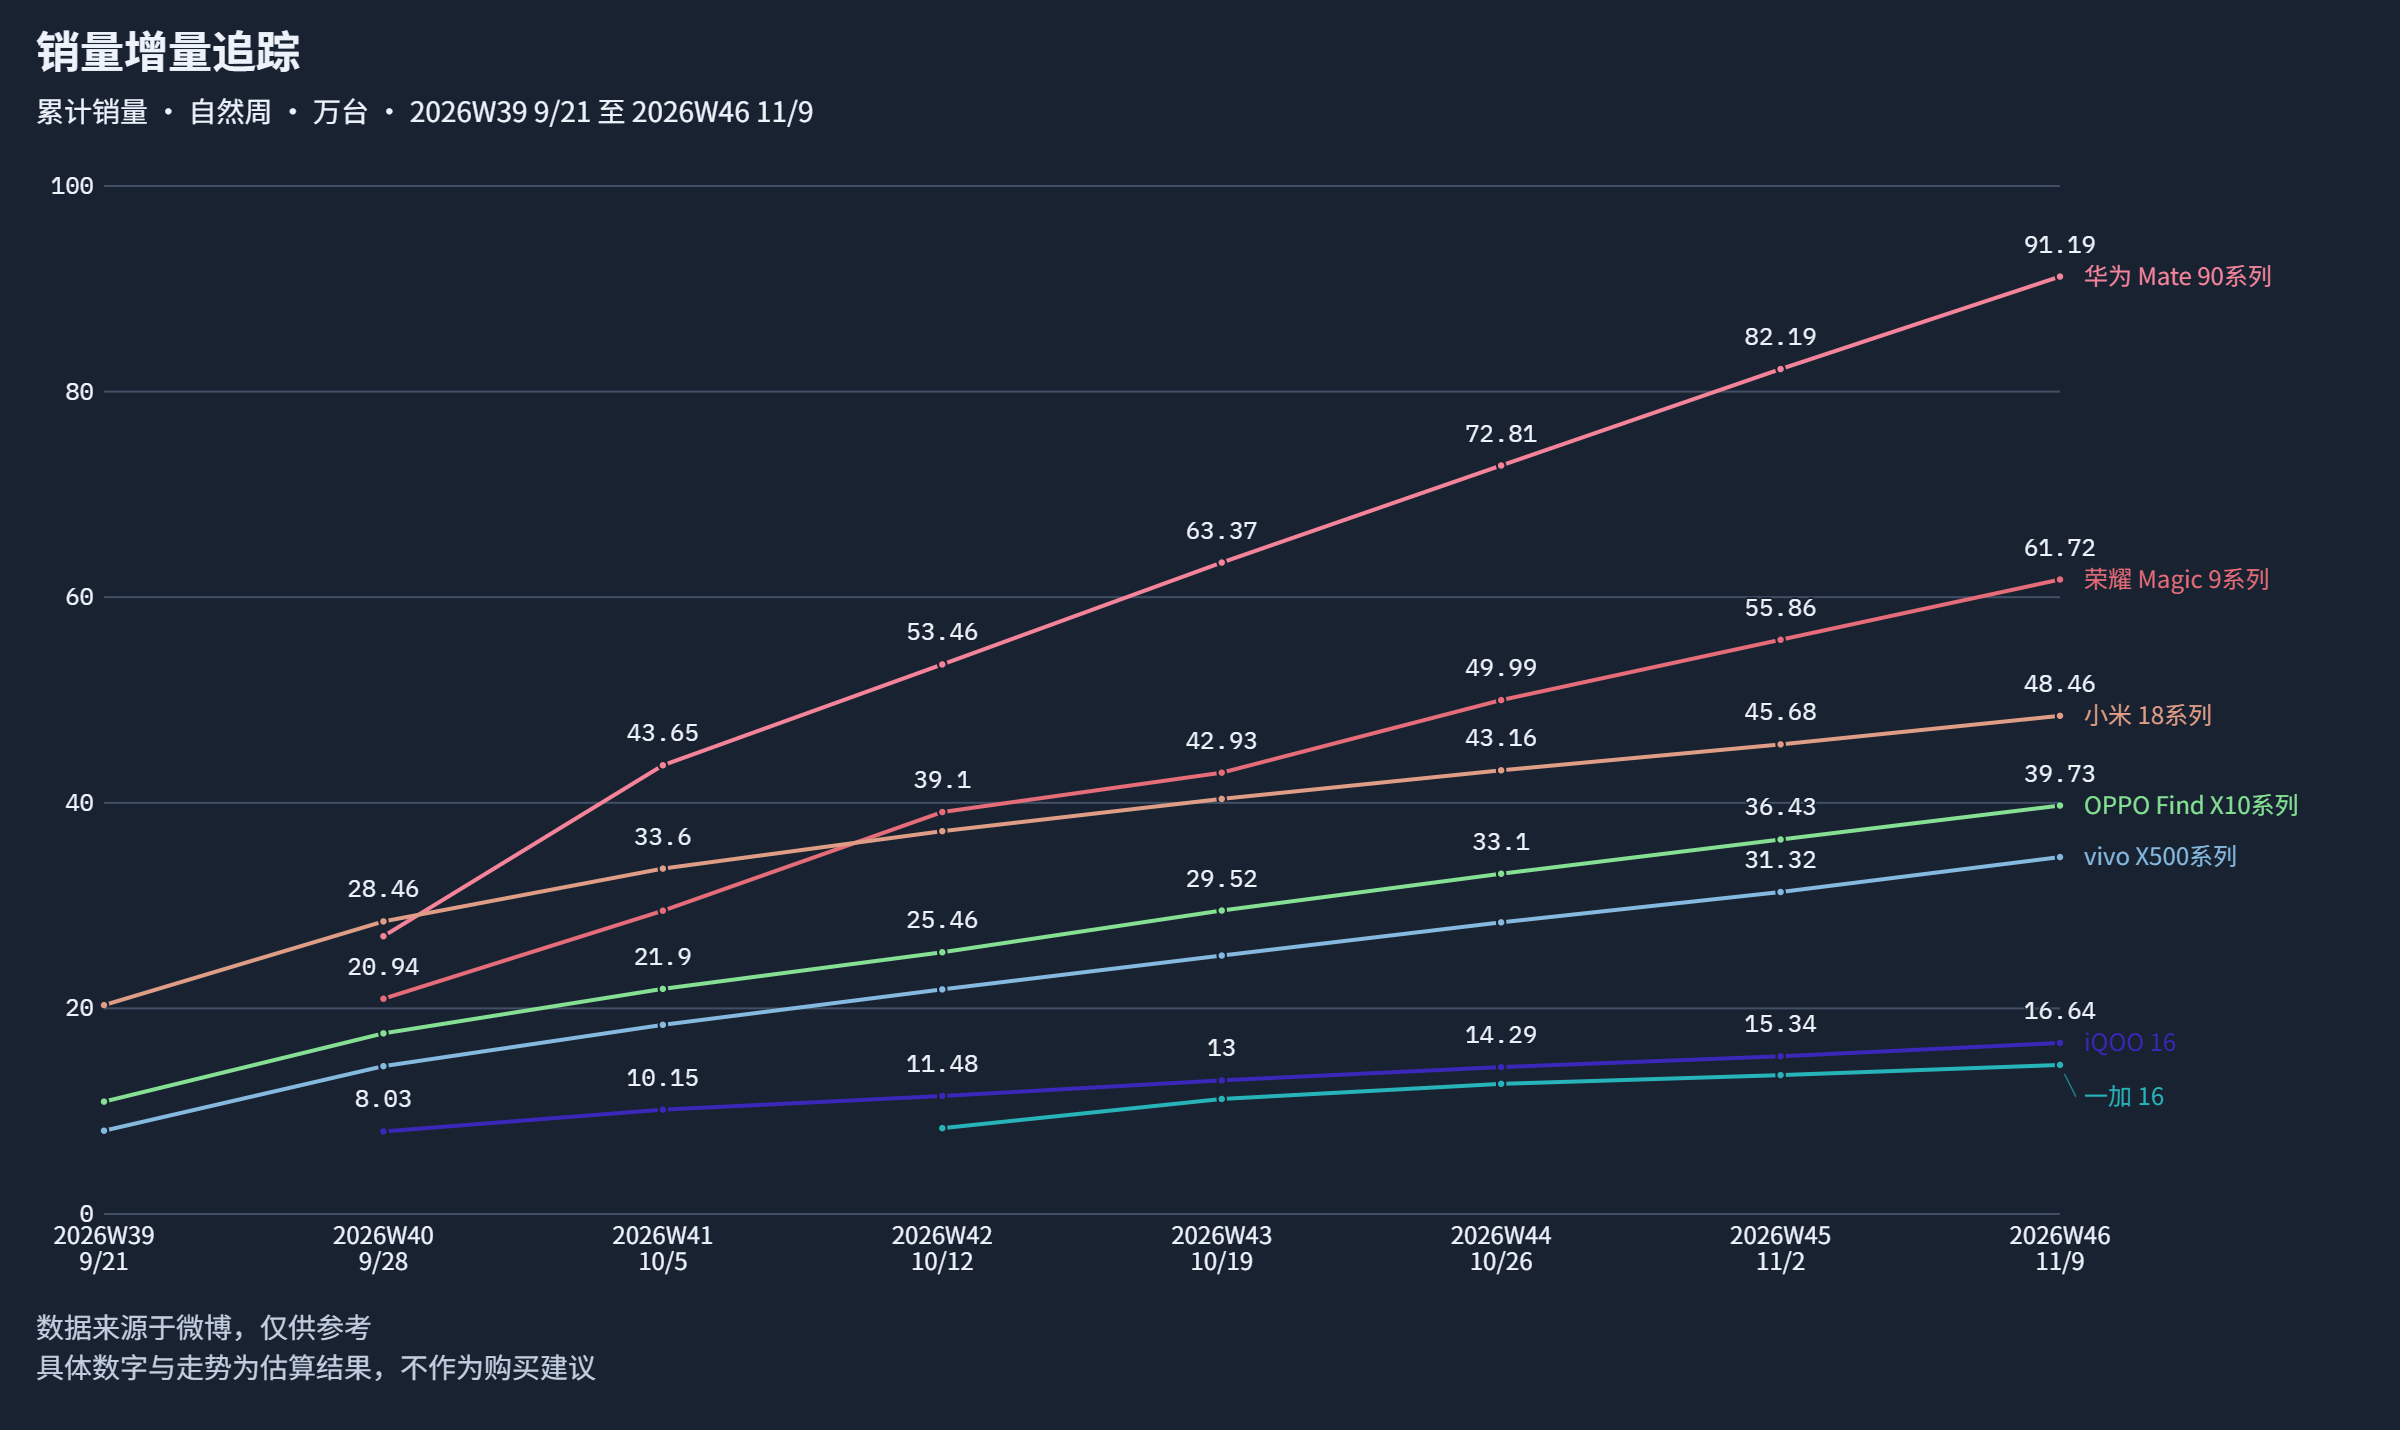 销量增量追踪
累计销量 • 自然周 • 万台 • 2026W39 9/21 至 2026W46 11/9
100
80
60
40
20
0
91.19
82.19
72.81
63.37
53.46
43.65
61.72
55.86
49.99
42.93
39.1
20.94
48.46
45.68
43.16
33.6
28.46
39.73
36.43
33.1
29.52
25.46
21.9
31.32
16.64
15.34
14.29
13
11.48
10.15
8.03
华为 Mate 90系列
荣耀 Magic 9系列
小米 18系列
OPPO Find X10系列
vivo X500系列
iQOO 16
一加 16
2026W39
9/21
2026W40
9/28
2026W41
10/5
2026W42
10/12
2026W43
10/19
2026W44
10/26
2026W45
11/2
2026W46
11/9
数据来源于微博，仅供参考
具体数字与走势为估算结果，不作为购买建议